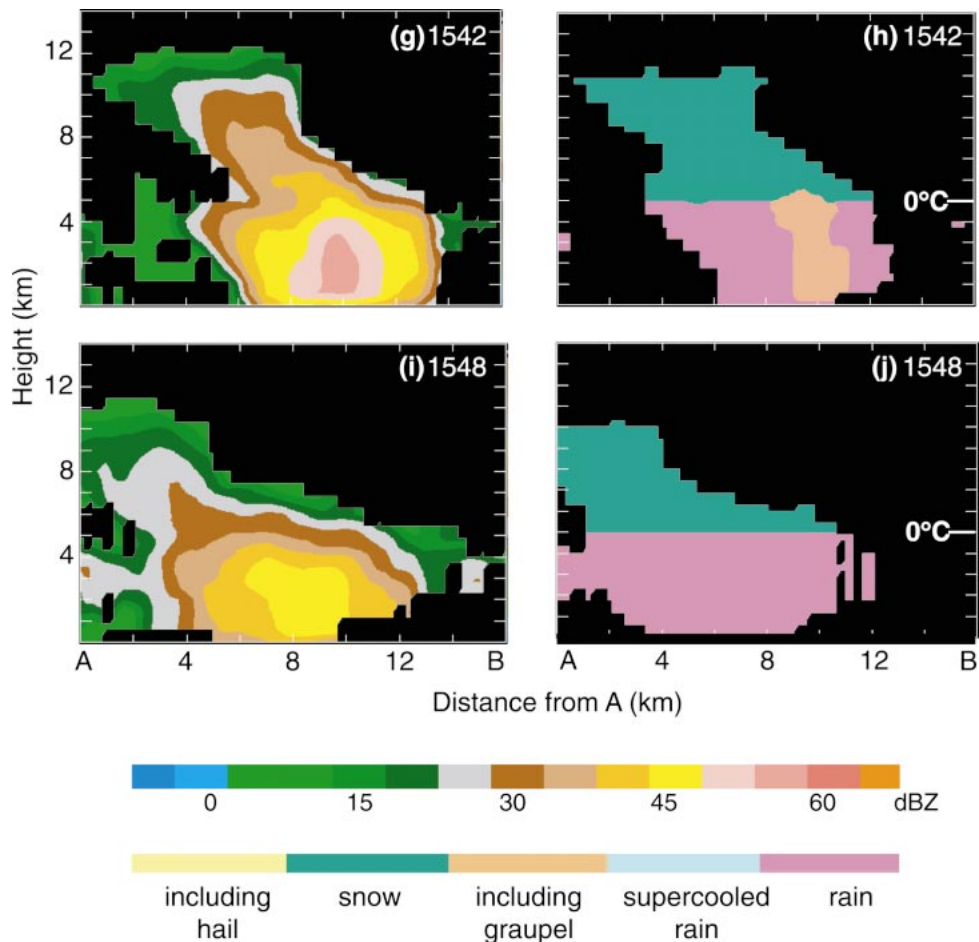 (g) 1542
(h) 1542
12
8
4
0°C
(i) 1548
(j) 1548
12
8
4
0°C
Height (km)
A 4 8 12 B
A 4 8 12 B
Distance from A (km)
0 15 30 45 60 dBZ
including hail
snow
including graupel
supercooled rain
rain